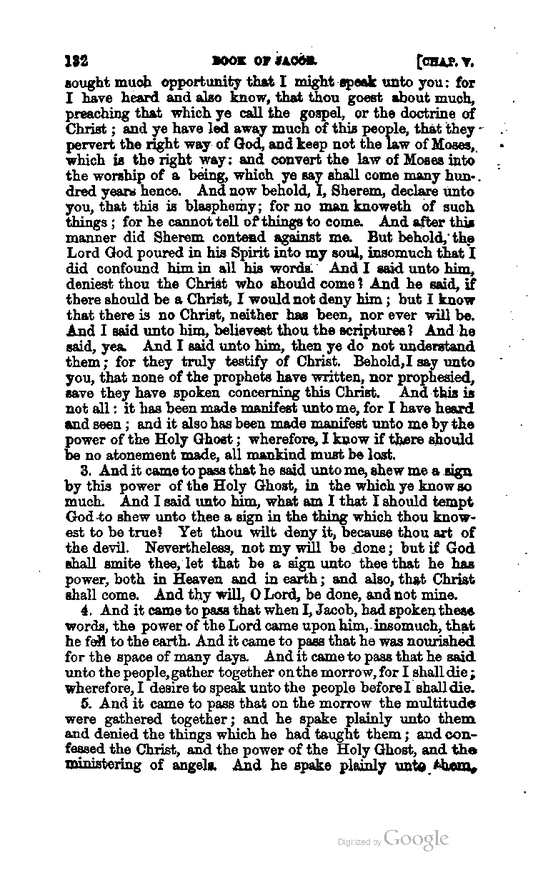 132 BOOK OF JACOB. [CHAP. V.
sought much opportunity that I might speak unto you: for
I have heard and also know, that thou goest about much,
preaching that which ye call the gospel, or the doctrine of
Christ; and ye have led away much of this people, that they
pervert the right way of God, and keep not the law of Moses,
which is the right way: and convert the law of Moses into
the worship of a being, which ye say shall come many hun-
dred years hence. And now behold, I, Sherem, declare unto
you, that this is blasphemy; for no man knoweth of such
things; for he cannot tell of things to come. And after this
manner did Sherem contend against me. But behold, the
Lord God poured in his Spirit into my soul, insomuch that I
did confound him in all his words. And I said unto him,
deniest thou the Christ who should come? And he said, if
there should be a Christ, I would not deny him; but I know
that there is no Christ, neither has been, nor ever will be.
And I said unto him, believest thou the scriptures? And he
said, yea. And I said unto him, then ye do not understand
them; for they truly testify of Christ. Behold, I say unto
you, that none of the prophets have written, nor prophesied,
save they have spoken concerning this Christ. And this is
not all: it has been made manifest unto me, for I have heard
and seen; and it also has been made manifest unto me by the
power of the Holy Ghost; wherefore, I know if there should
be no atonement made, all mankind must be lost.
3. And it came to pass that he said unto me, shew me a sign
by this power of the Holy Ghost, in the which ye know so
much. And I said unto him, what am I that I should tempt
God to shew unto thee a sign in the thing which thou know-
est to be true? Yet thou wilt deny it, because thou art of
the devil. Nevertheless, not my will be done; but if God
shall smite thee, let that be a sign unto thee that he has
power, both in Heaven and in earth; and also, that Christ
shall come. And thy will, O Lord, be done, and not mine.
4. And it came to pass that when I, Jacob, had spoken these
words, the power of the Lord came upon him, insomuch, that
he fell to the earth. And it came to pass that he was nourished
for the space of many days. And it came to pass that he said
unto the people, gather together on the morrow, for I shall die;
wherefore, I desire to speak unto the people before I shall die.
5. And it came to pass that on the morrow the multitude
were gathered together; and he spake plainly unto them
and denied the things which he had taught them; and con-
fessed the Christ, and the power of the Holy Ghost, and the
ministering of angels. And he spake plainly unto them,
Digitized by Google